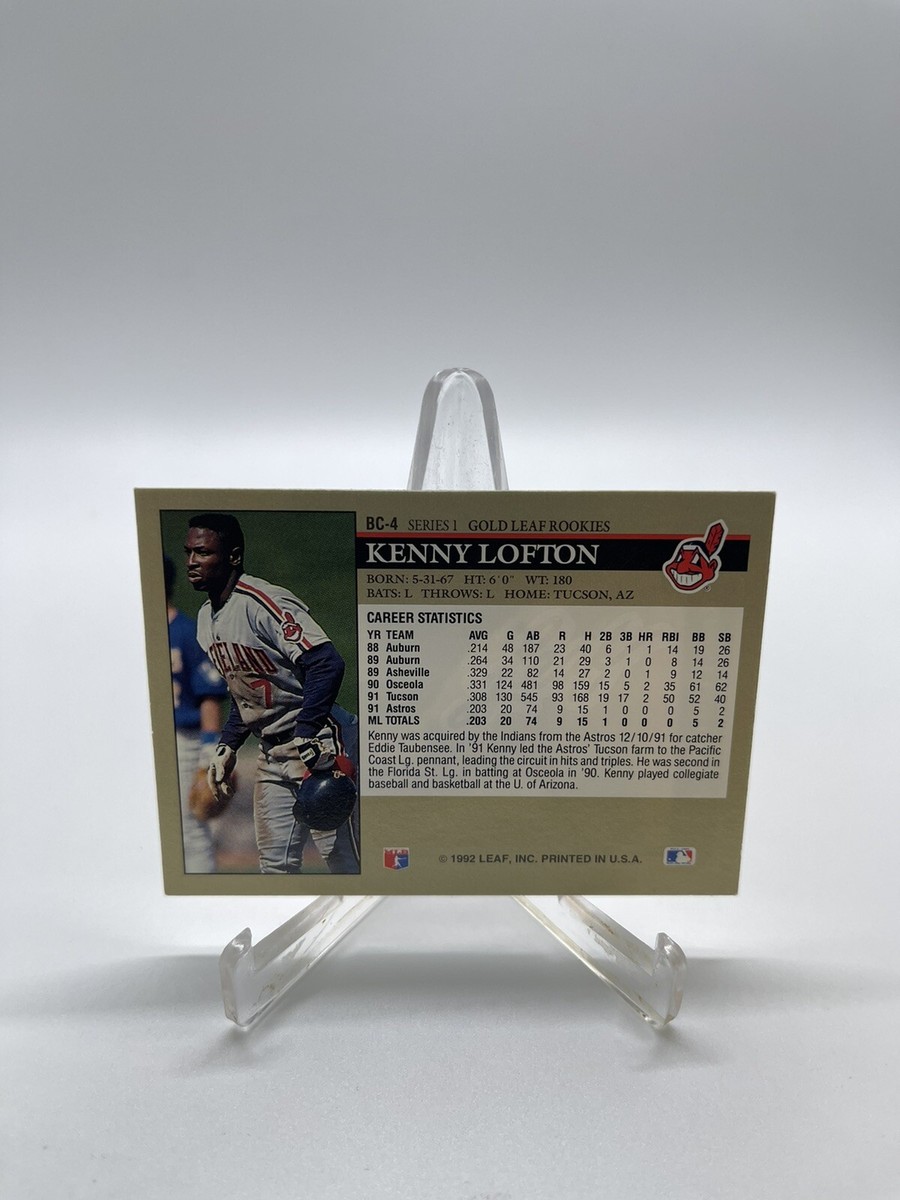 BC-4 SERIES 1 GOLD LEAF ROOKIES
KENNY LOFTON
BORN: 5-31-67 HT: 6'0" WT: 180
BATS: L THROWS: L HOME: TUCSON, AZ
CAREER STATISTICS
YR TEAM AVG G AB R H 2B 3B HR RBI BB SB
88 Auburn .214 48 187 23 40 6 1 1 14 19 26
89 Auburn .264 34 110 21 29 3 1 0 8 14 26
89 Asheville .329 22 82 14 27 2 0 1 9 12 14
90 Osceola .331 124 481 98 159 15 5 2 35 61 62
91 Tucson .308 130 545 93 168 19 17 2 50 52 40
91 Astros .203 20 74 9 15 1 0 0 0 5 2
ML TOTALS .203 20 74 9 15 1 0 0 0 5 2
Kenny was acquired by the Indians from the Astros 12/10/91 for catcher
Eddie Taubensee. In '91 Kenny led the Astros' Tucson farm to the Pacific
Coast Lg. pennant, leading the circuit in hits and triples. He was second in
the Florida St. Lg. in batting at Osceola in '90. Kenny played collegiate
baseball and basketball at the U. of Arizona.
© 1992 LEAF, INC. PRINTED IN U.S.A.
7